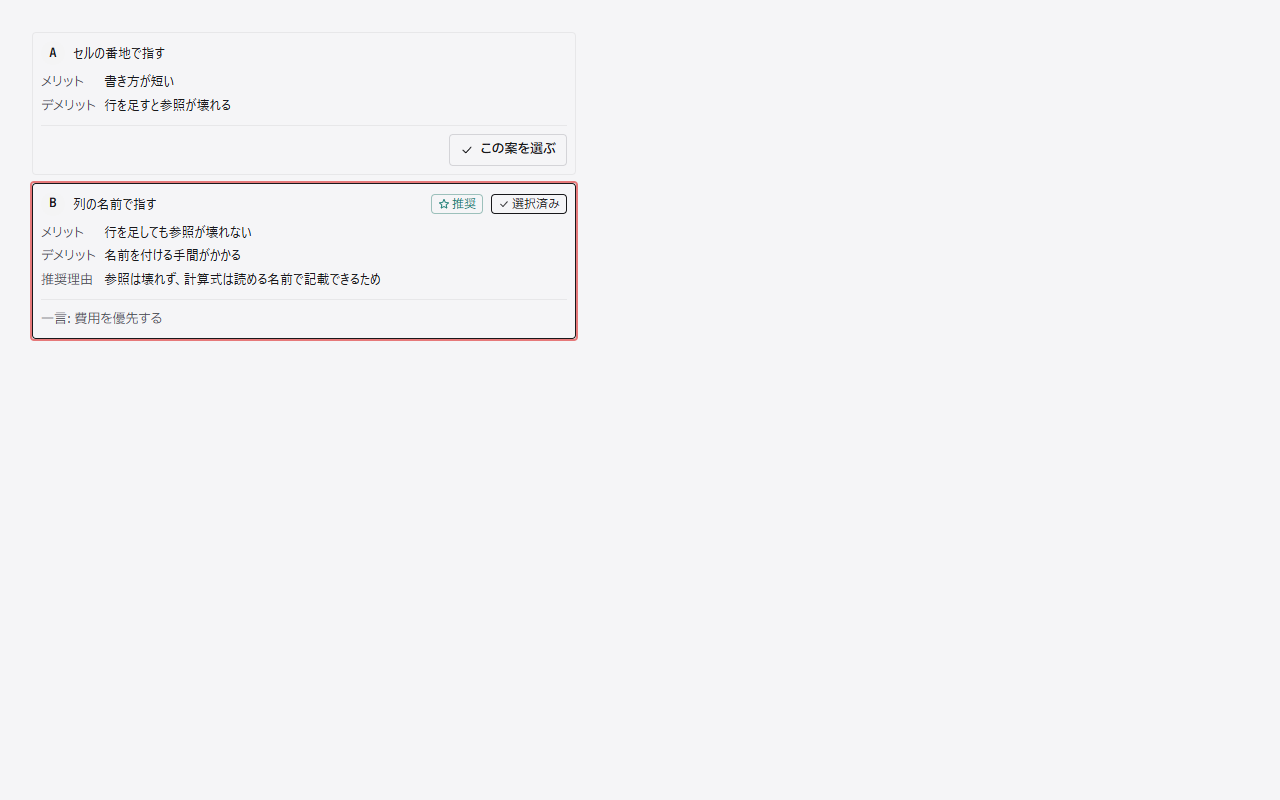 A セルの番地で指す
メリット 書き方が短い
デメリット 行を足すと参照が壊れる
この案を選ぶ
B 列の名前で指す 推奨 選択済み
メリット 行を足しても参照が壊れない
デメリット 名前を付ける手間がかかる
推奨理由 参照は壊れず、計算式は読める名前で記載できるため
一言: 費用を優先する